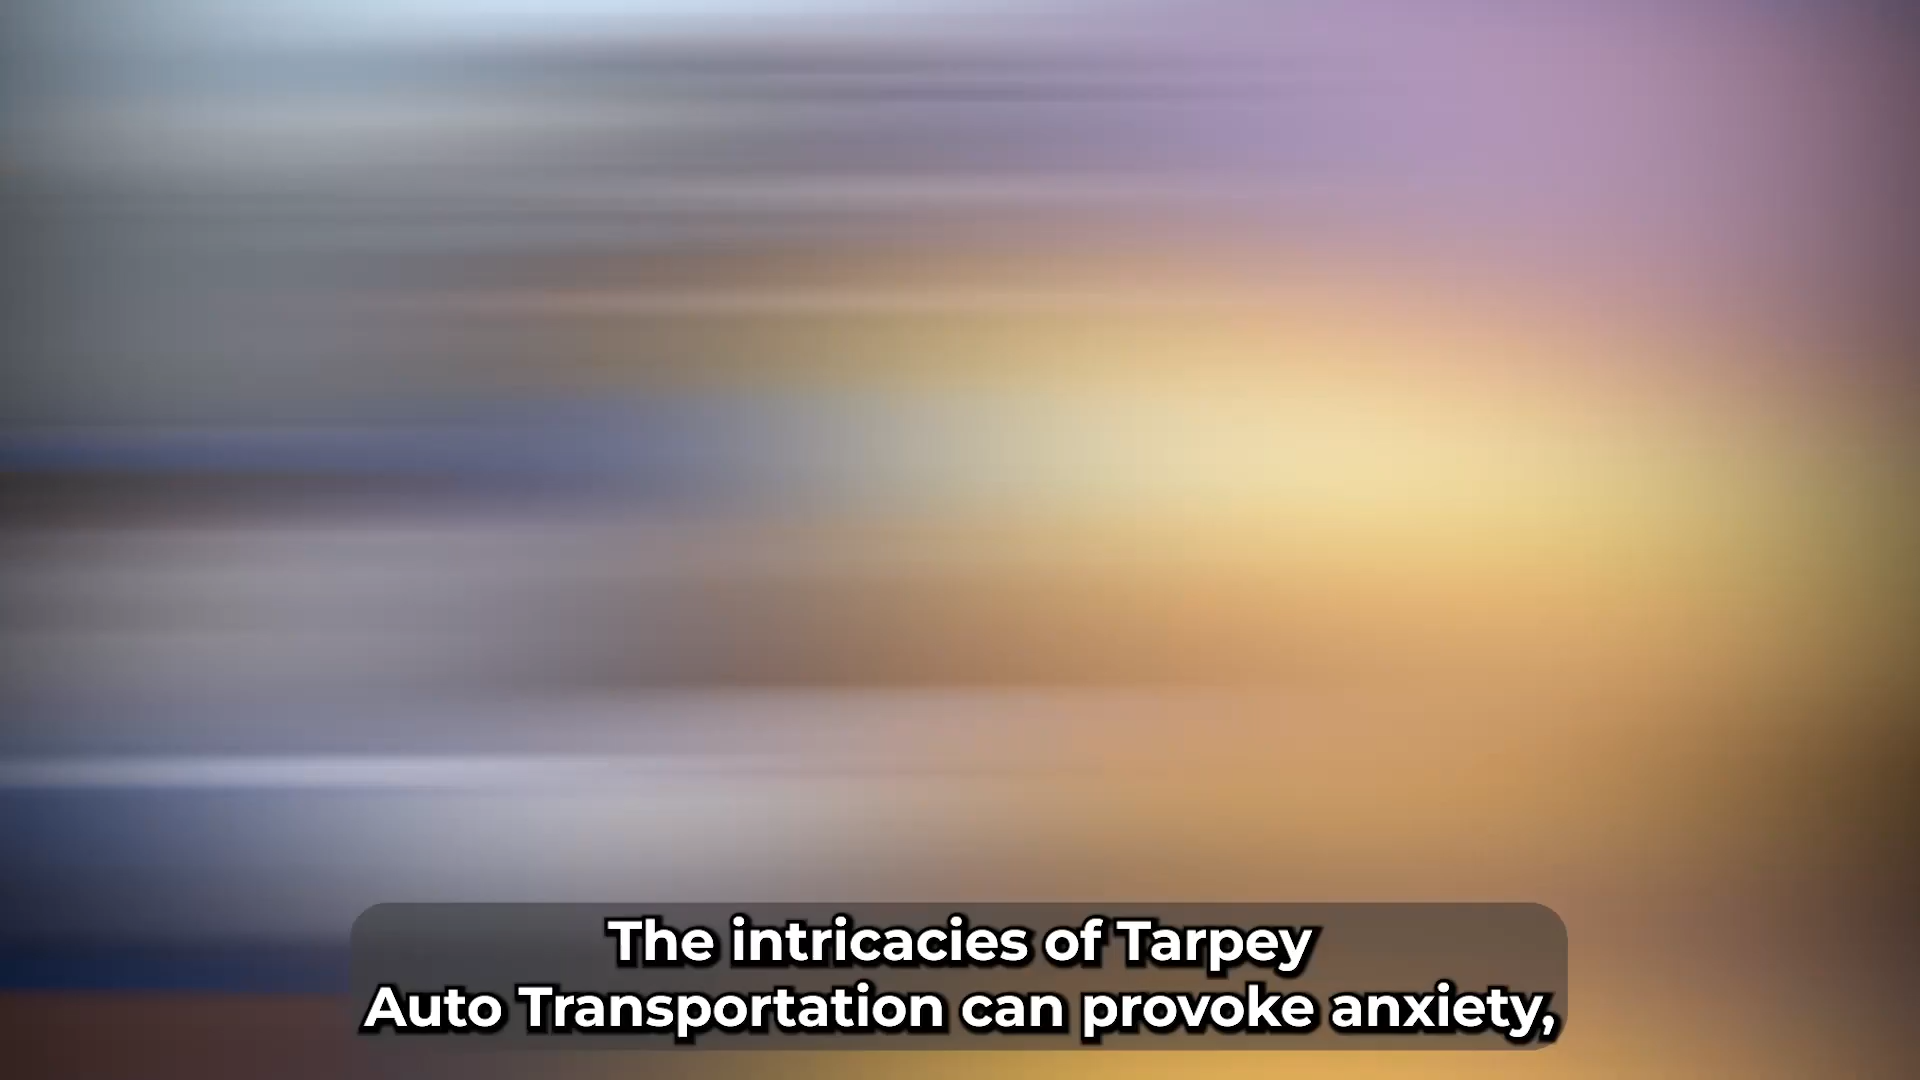 The intricacies of Tarpey
Auto Transportation can provoke anxiety,